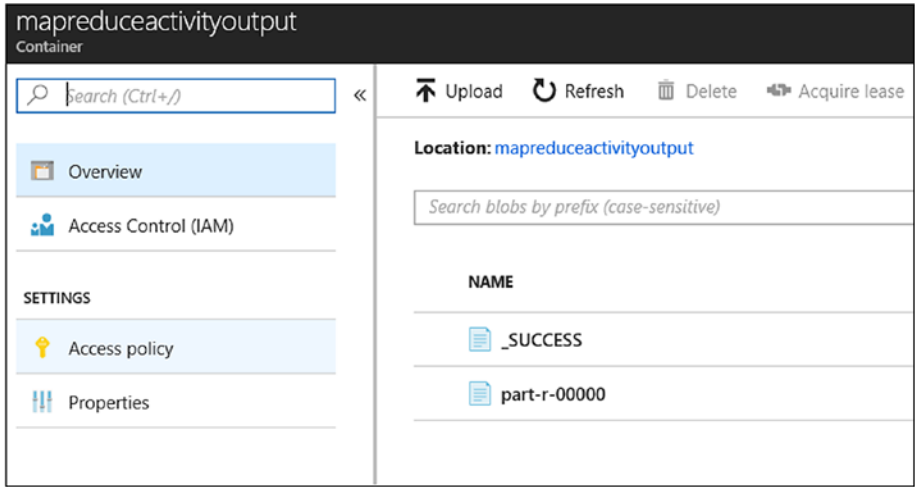 mapreduceactivityoutput
Container
Search (Ctrl+/)
«
Overview
Access Control (IAM)
SETTINGS
Access policy
Properties
Upload Refresh Delete Acquire lease
Location: mapreduceactivityoutput
Search blobs by prefix (case-sensitive)
NAME
_SUCCESS
part-r-00000